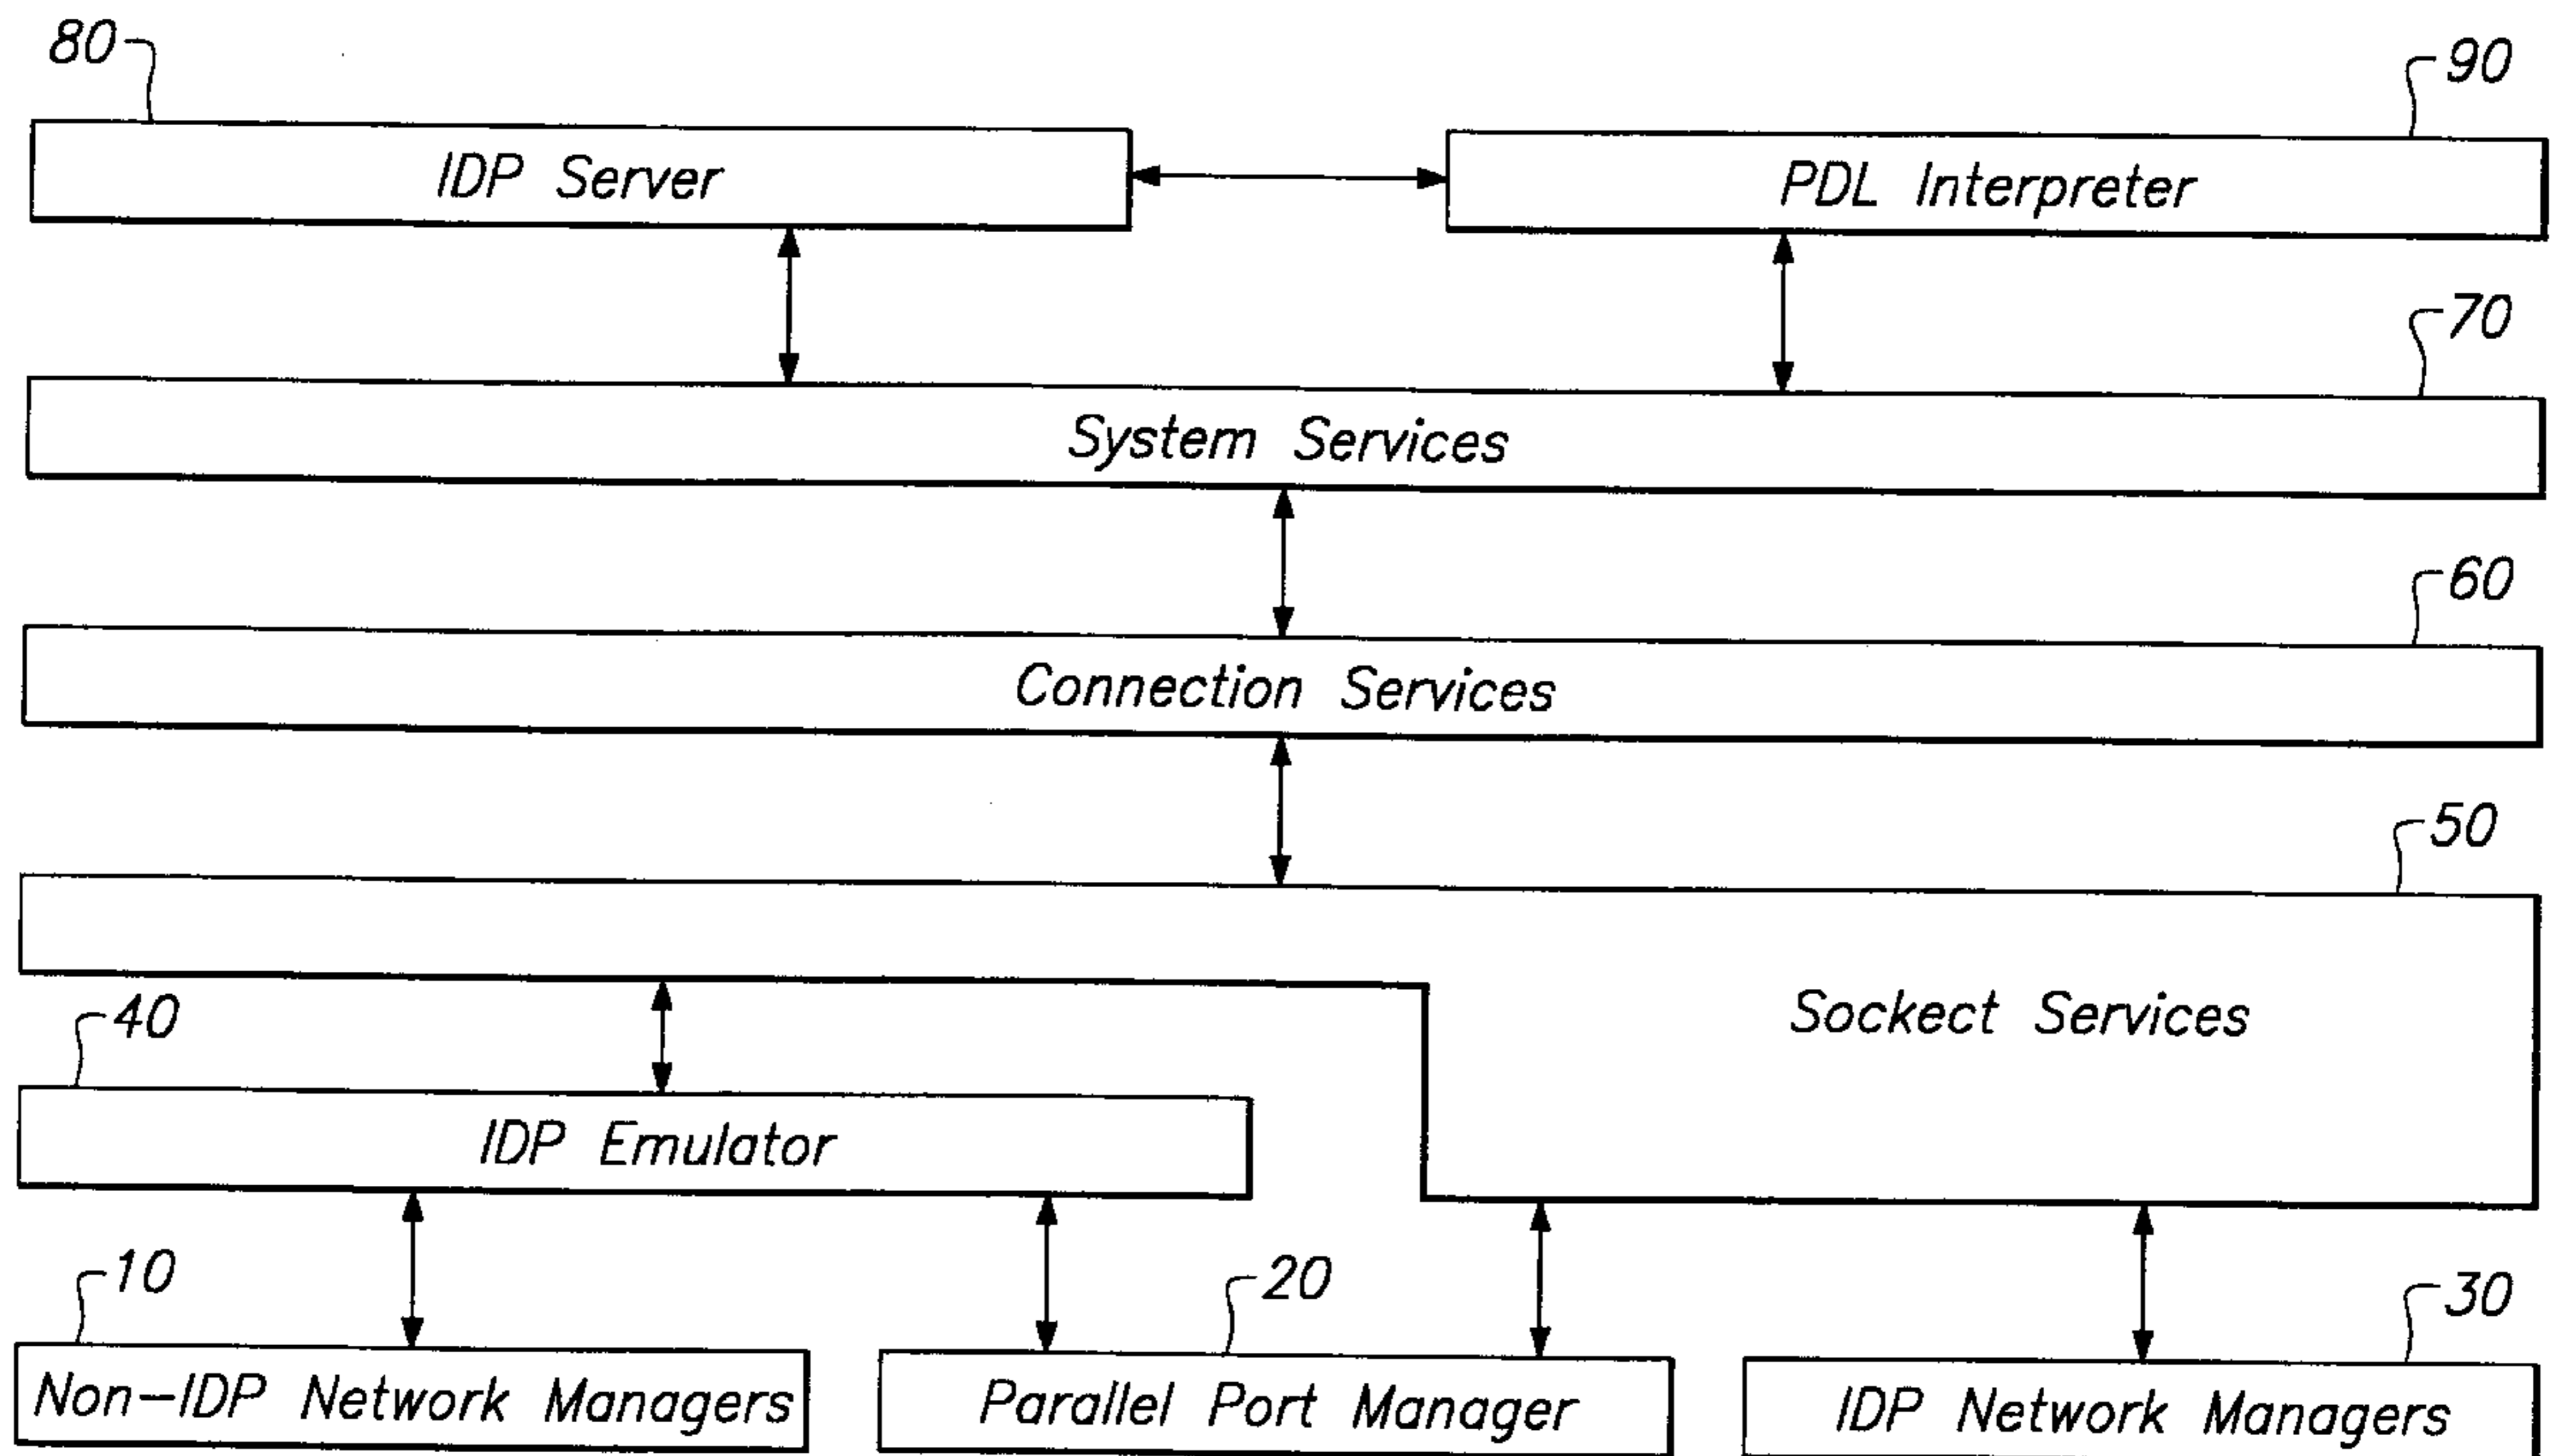 80
90
IDP Server
PDL Interpreter
70
System Services
60
Connection Services
50
Sockect Services
40
IDP Emulator
10
20
30
Non-IDP Network Managers
Parallel Port Manager
IDP Network Managers